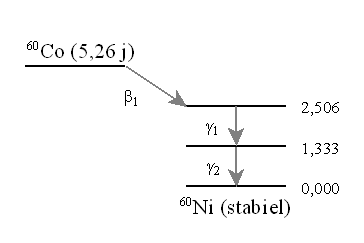 ⁶⁰Co (5,26 j)
β₁
2,506
γ₁
1,333
γ₂
0,000
⁶⁰Ni (stabiel)